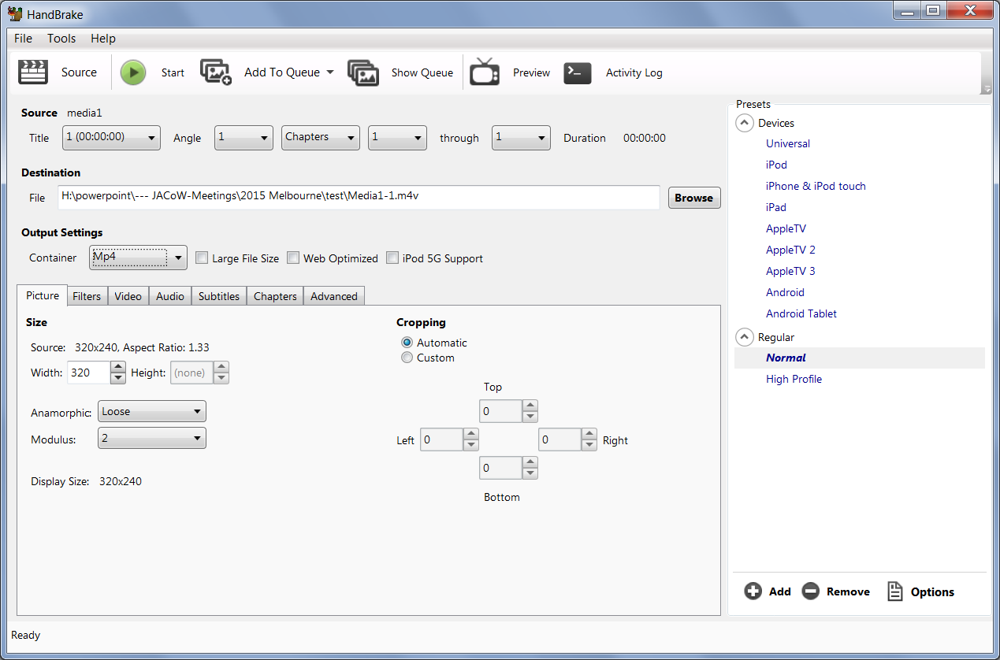 HandBrake
File Tools Help
Source Start Add To Queue Show Queue Preview Activity Log
Source media1
Title 1 (00:00:00) Angle 1 Chapters 1 through 1 Duration 00:00:00
Destination
File H:\powerpoint\--- JACoW-Meetings\2015 Melbourne\test\Media1-1.m4v Browse
Output Settings
Container Mp4 Large File Size Web Optimized iPod 5G Support
Picture Filters Video Audio Subtitles Chapters Advanced
Size
Source: 320x240, Aspect Ratio: 1.33
Width: 320 Height: (none)
Anamorphic: Loose
Modulus: 2
Display Size: 320x240
Cropping
Automatic
Custom
Top
0
Left 0 0 Right
0
Bottom
Presets
Devices
Universal
iPod
iPhone & iPod touch
iPad
AppleTV
AppleTV 2
AppleTV 3
Android
Android Tablet
Regular
Normal
High Profile
Add Remove Options
Ready